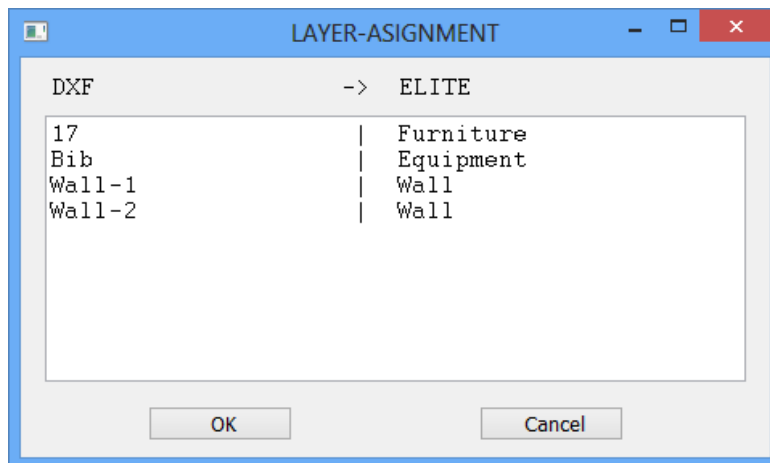 LAYER-ASIGNMENT
DXF -> ELITE
17 | Furniture
Bib | Equipment
Wall-1 | Wall
Wall-2 | Wall
OK Cancel